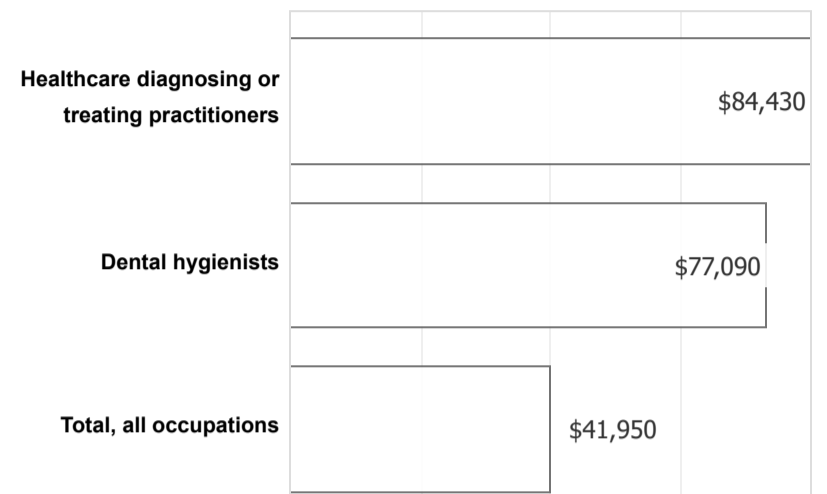 Healthcare diagnosing or
treating practitioners
$84,430
Dental hygienists
$77,090
Total, all occupations
$41,950